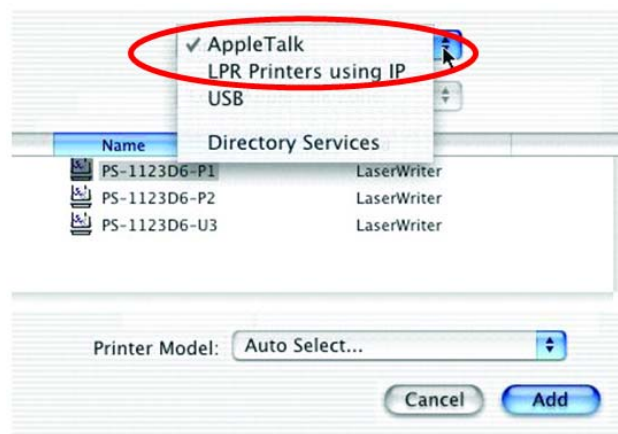 ✓ AppleTalk
LPR Printers using IP
USB
Directory Services
Name
PS-1123D6-P1 LaserWriter
PS-1123D6-P2 LaserWriter
PS-1123D6-U3 LaserWriter
Printer Model: Auto Select...
Cancel Add